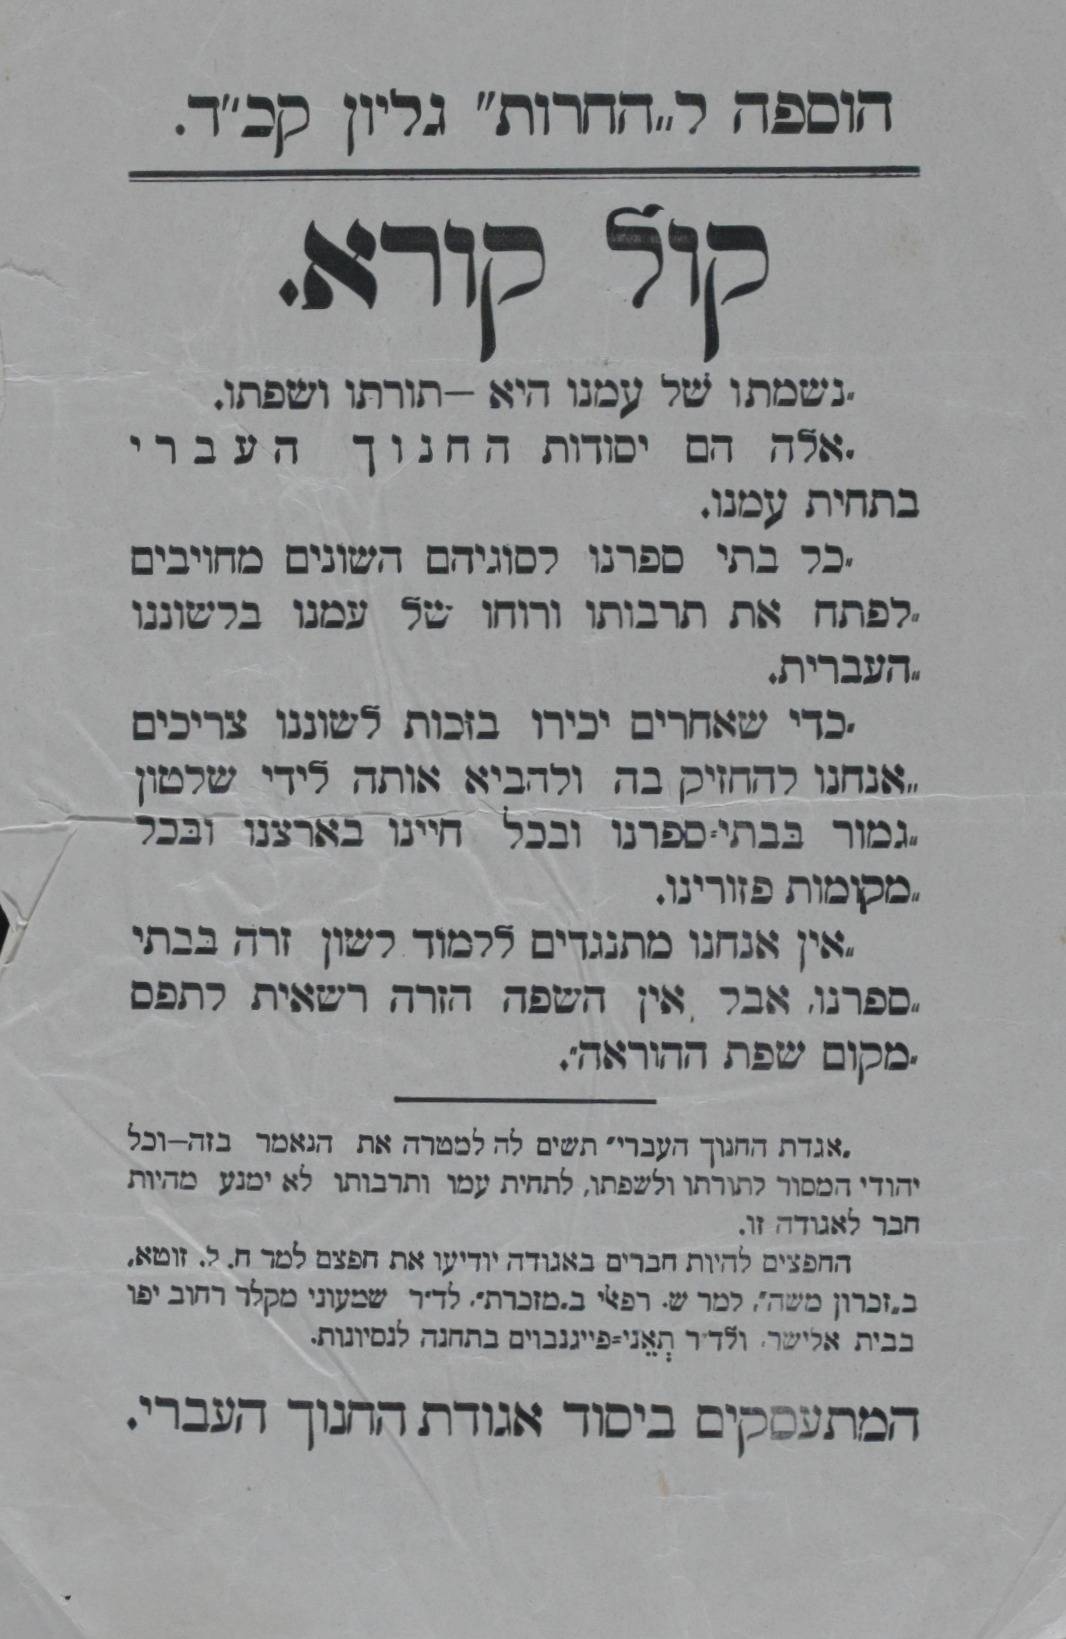 הוספה ל„החרות" גליון קכ"ד.
קול קורא.
„נשמתו של עמנו היא —תורתו ושפתו.
„אלה הם יסודות החנוך העברי
בתחית עמנו.
„כל בתי ספרנו לסוגיהם השונים מחויבים
„לפתח את תרבותו ורוחו של עמנו בלשוננו
„העברית.
„כדי שאחרים יכירו בזכות לשוננו צריכים
„אנחנו להחזיק בה ולהביא אותה לידי שלטון
„גמור בבתי-ספרנו ובכל חיינו בארצנו ובכל
„מקומות פזורינו.
„אין אנחנו מתנגדים ללמוד לשון זרה בבתי
„ספרנו, אבל אין השפה הזרה רשאית לתפס
„מקום שפת ההוראה".
„אגדת החנוך העברי" תשים לה למטרה את הנאמר בזה—וכל
יהודי המסור לתורתו ולשפתו, לתחית עמו ותרבותו לא ימנע מהיות
חבר לאגודה זו.
החפצים להיות חברים באגודה יודיעו את חפצם למר ח. ל. זוטא,
ב„זכרון משה", למר ש. רפאלי ב„מזכרת", לד"ר שמעוני מקלר רחוב יפו
בבית אלישר, ולד"ר תְאֵני-פייגנבוים בתחנה לנסיונות.
המתעסקים ביסוד אגודת החנוך העברי.